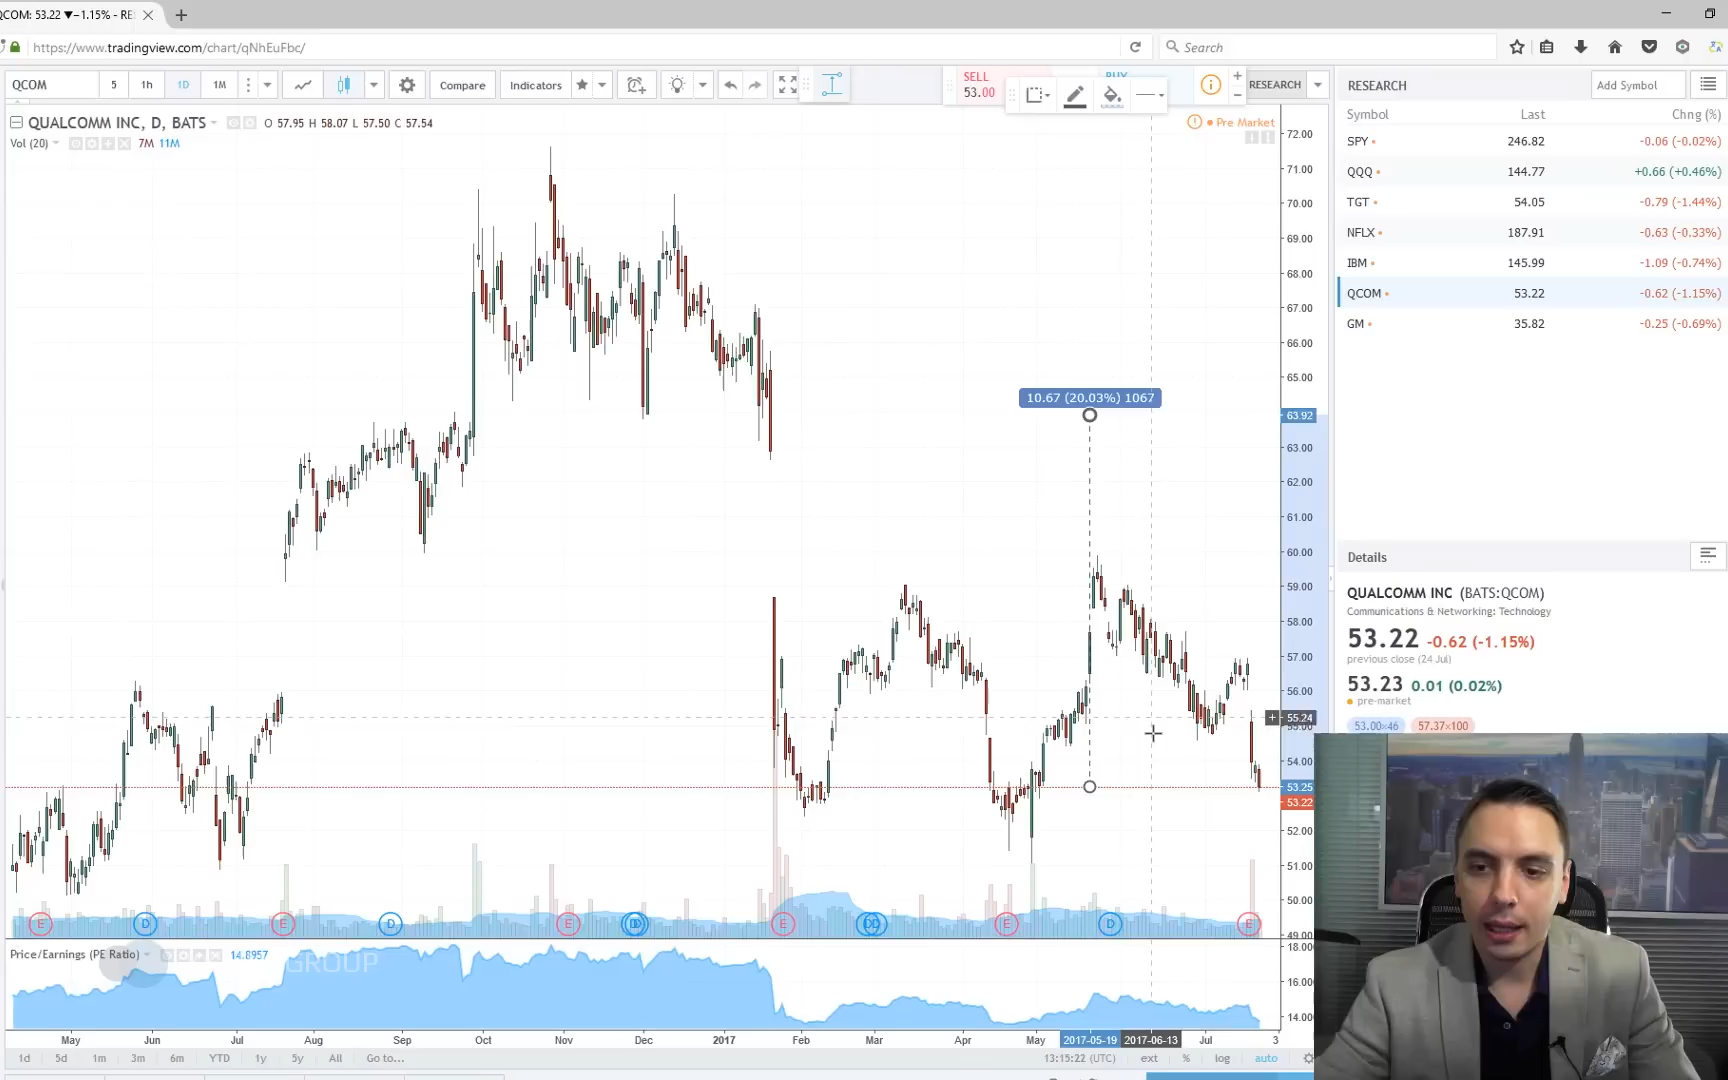 QCOM: 53.22 ▼−1.15% - RE
https://www.tradingview.com/chart/qNhEuFbc/
Search
QCOM 5 1h 1D 1M Compare Indicators
SELL
53.00
BUY
RESEARCH
RESEARCH
Add Symbol
QUALCOMM INC, D, BATS O 57.95 H 58.07 L 57.50 C 57.54
Pre Market
Vol (20) 7M 11M
Symbol Last Chng (%)
SPY 246.82 -0.06 (-0.02%)
QQQ 144.77 +0.66 (+0.46%)
TGT 54.05 -0.79 (-1.44%)
NFLX 187.91 -0.63 (-0.33%)
IBM 145.99 -1.09 (-0.74%)
QCOM 53.22 -0.62 (-1.15%)
GM 35.82 -0.25 (-0.69%)
72.00
71.00
70.00
69.00
68.00
67.00
66.00
65.00
10.67 (20.03%) 1067
63.92
63.00
62.00
61.00
60.00
59.00
58.00
57.00
56.00
55.24
55.00
54.00
53.25
53.22
52.00
51.00
50.00
49.00
Details
QUALCOMM INC (BATS:QCOM)
Communications & Networking: Technology
53.22 -0.62 (-1.15%)
previous close (24 Jul)
53.23 0.01 (0.02%)
pre-market
53.00×46 57.37×100
E D E D E D D E D D E D E
Price/Earnings (PE Ratio) 14.8957
GROUP
18.00
16.00
14.00
May Jun Jul Aug Sep Oct Nov Dec 2017 Feb Mar Apr May 2017-05-19 2017-06-13 Jul 3
1d 5d 1m 3m 6m YTD 1y 5y All Go to... 13:15:22 (UTC) ext % log auto